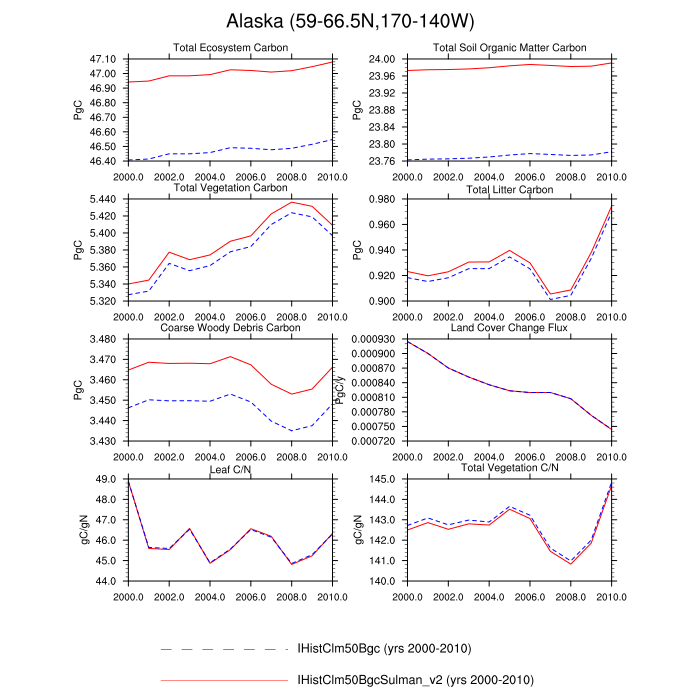 Alaska (59-66.5N,170-140W)
Total Ecosystem Carbon
47.10
47.00
46.90
46.80
46.70
46.60
46.50
46.40
PgC
2000.0 2002.0 2004.0 2006.0 2008.0 2010.0
Total Soil Organic Matter Carbon
24.00
23.96
23.92
23.88
23.84
23.80
23.76
PgC
2000.0 2002.0 2004.0 2006.0 2008.0 2010.0
Total Vegetation Carbon
5.440
5.420
5.400
5.380
5.360
5.340
5.320
PgC
2000.0 2002.0 2004.0 2006.0 2008.0 2010.0
Total Litter Carbon
0.980
0.960
0.940
0.920
0.900
PgC
2000.0 2002.0 2004.0 2006.0 2008.0 2010.0
Coarse Woody Debris Carbon
3.480
3.470
3.460
3.450
3.440
3.430
PgC
2000.0 2002.0 2004.0 2006.0 2008.0 2010.0
Land Cover Change Flux
0.000930
0.000900
0.000870
0.000840
0.000810
0.000780
0.000750
0.000720
PgC/y
2000.0 2002.0 2004.0 2006.0 2008.0 2010.0
Leaf C/N
49.0
48.0
47.0
46.0
45.0
44.0
gC/gN
2000.0 2002.0 2004.0 2006.0 2008.0 2010.0
Total Vegetation C/N
145.0
144.0
143.0
142.0
141.0
140.0
gC/gN
2000.0 2002.0 2004.0 2006.0 2008.0 2010.0
IHistClm50Bgc (yrs 2000-2010)
IHistClm50BgcSulman_v2 (yrs 2000-2010)